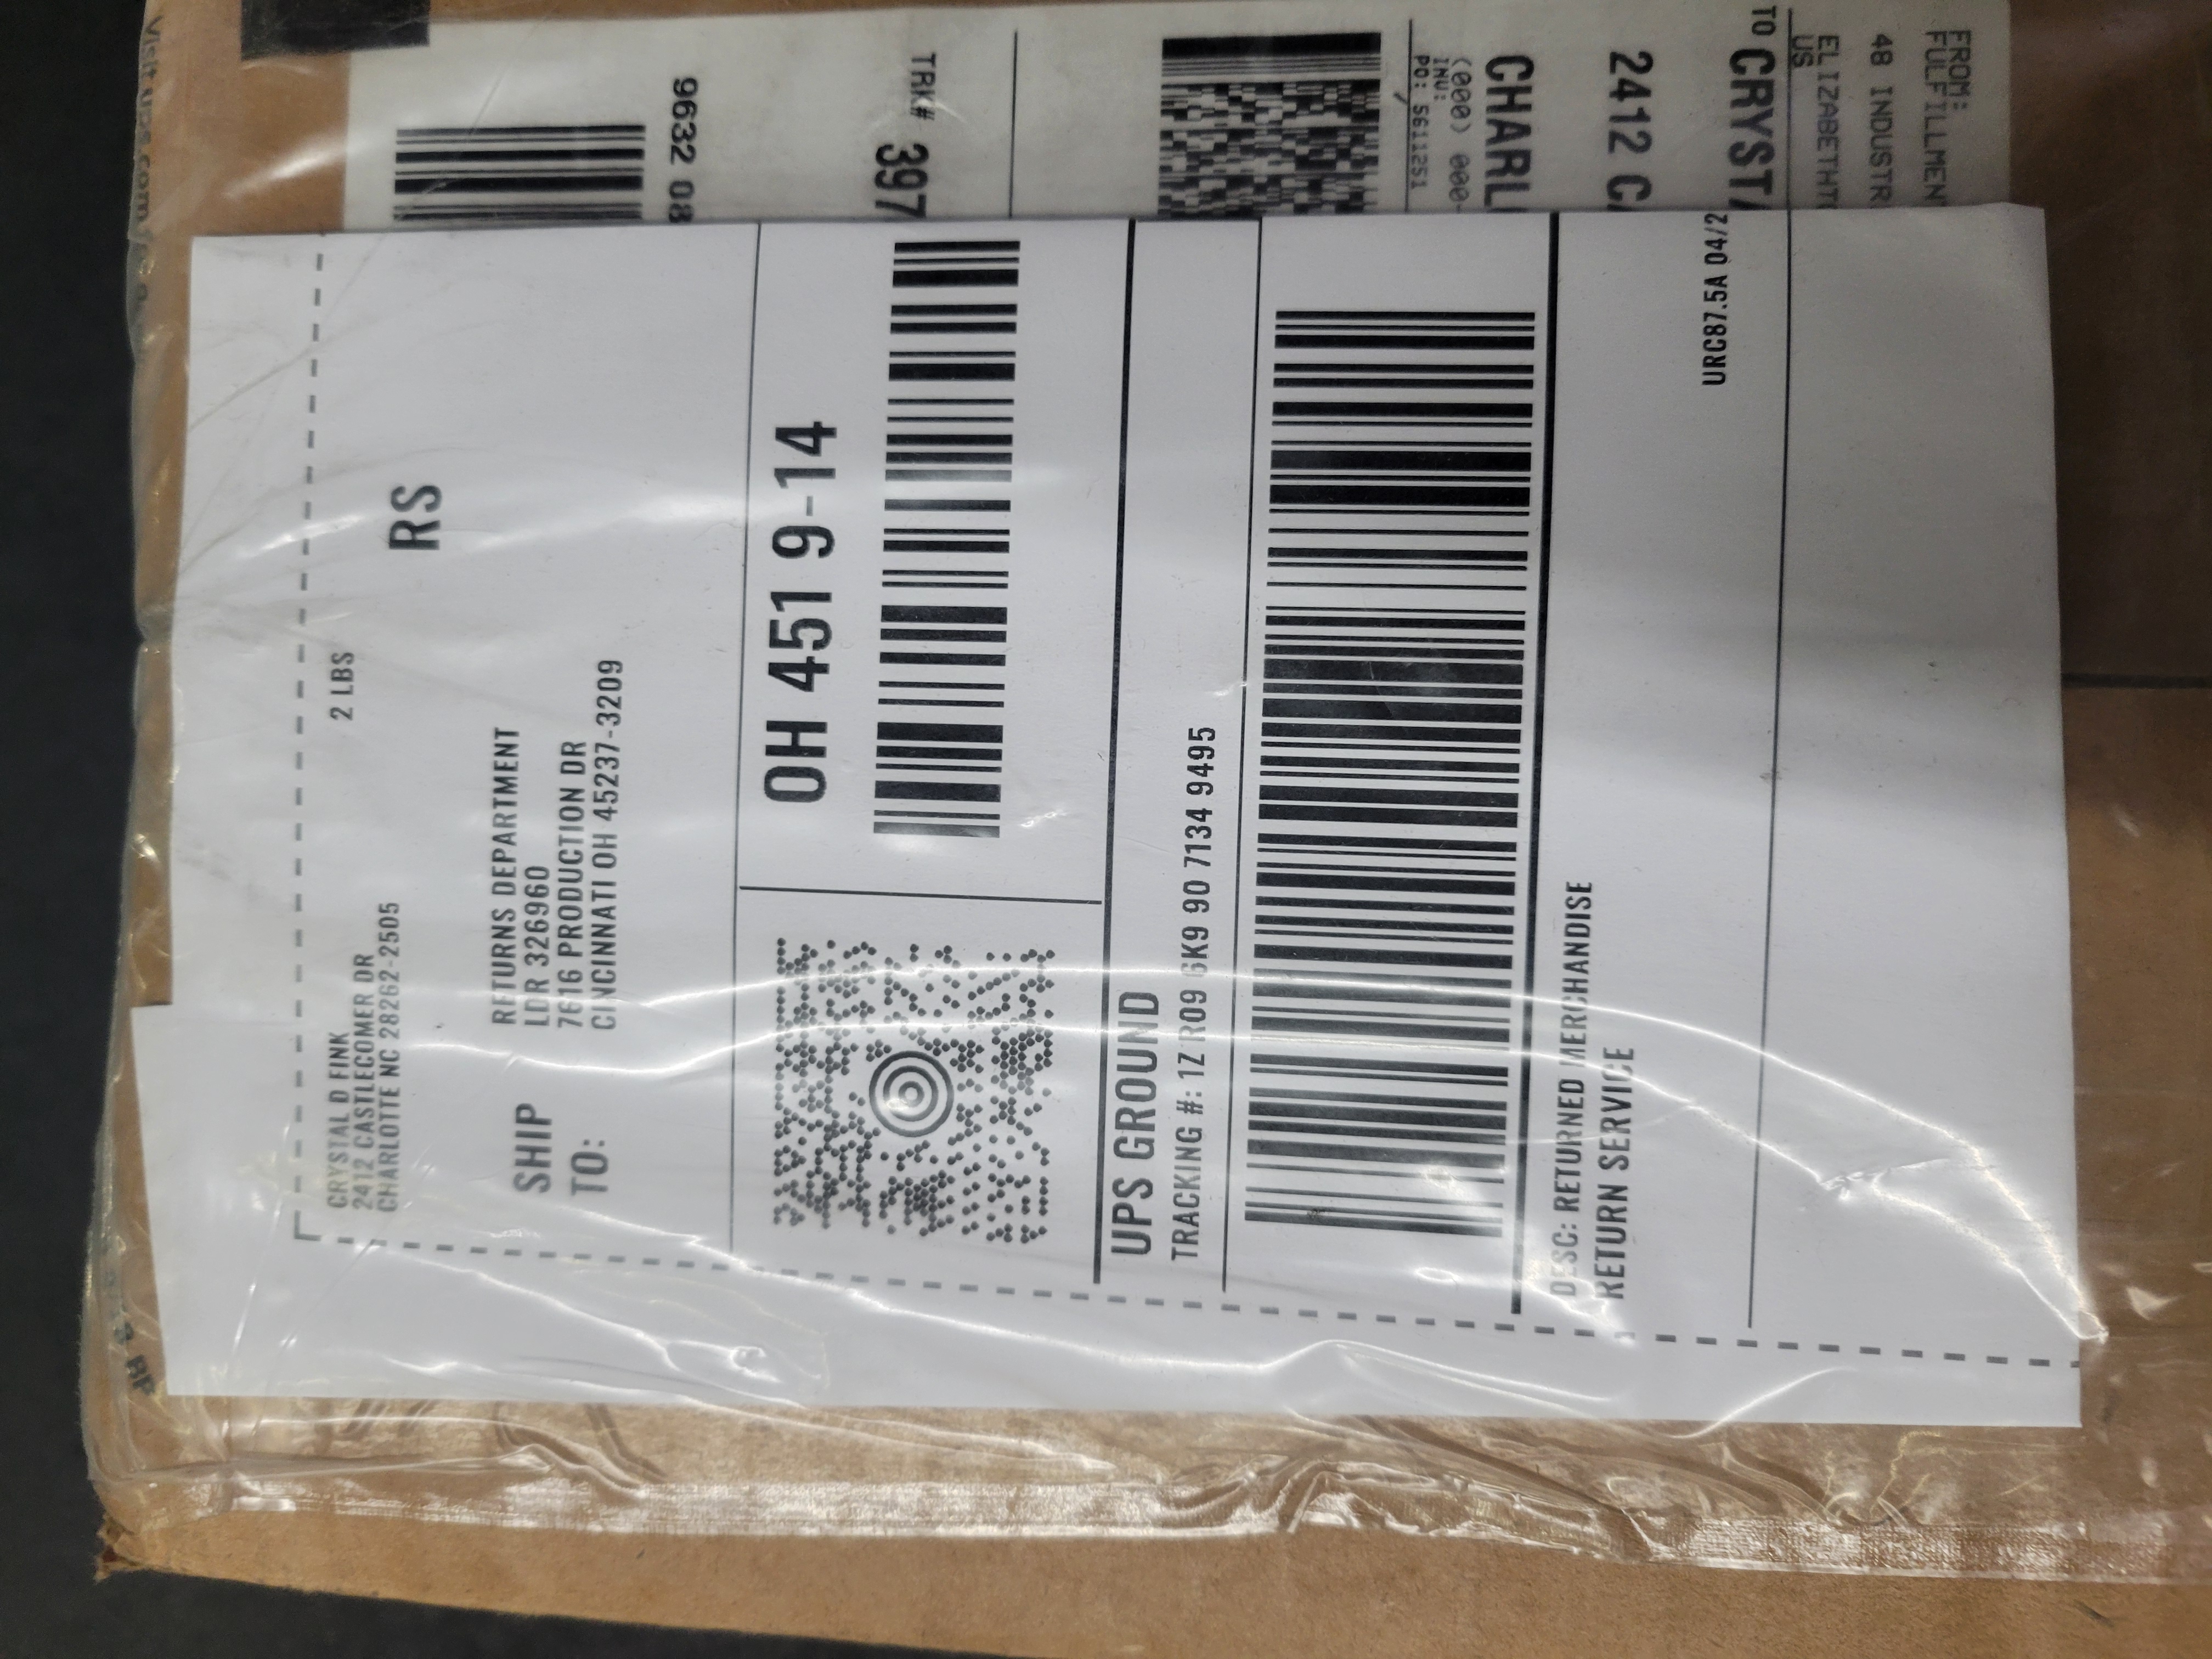 CRYSTAL D FINK
2412 CASTLECOMER DR
CHARLOTTE NC 28262-2505
2 LBS
RS
SHIP
TO:
RETURNS DEPARTMENT
LDR 326960
7616 PRODUCTION DR
CINCINNATI OH 45237-3209
OH 451 9-14
UPS GROUND
TRACKING #: 1Z R09 6K9 90 7134 9495
DESC: RETURNED MERCHANDISE
RETURN SERVICE
URC87.5A 04/2
FROM:
FULFILLMEN
48 INDUSTR
ELIZABETHT
US
TO CRYST
2412 C
CHARL
(000) 000-
INV:
PO: 5611251
TRK# 397
9632 08